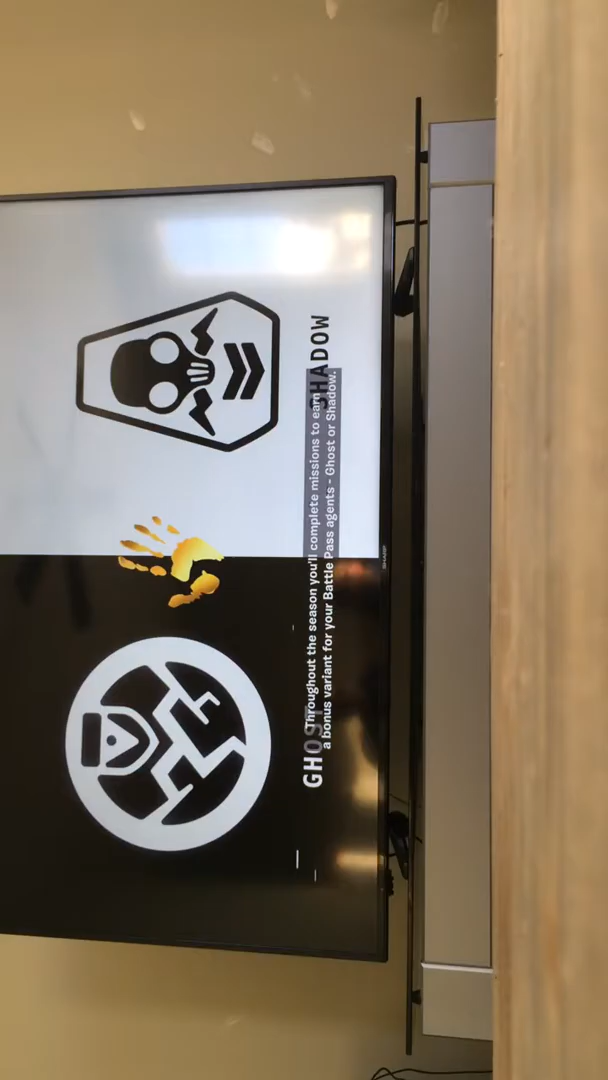 GHOST
SHADOW
Throughout the season you'll complete missions to earn
a bonus variant for your Battle Pass agents - Ghost or Shadow.
SHARP